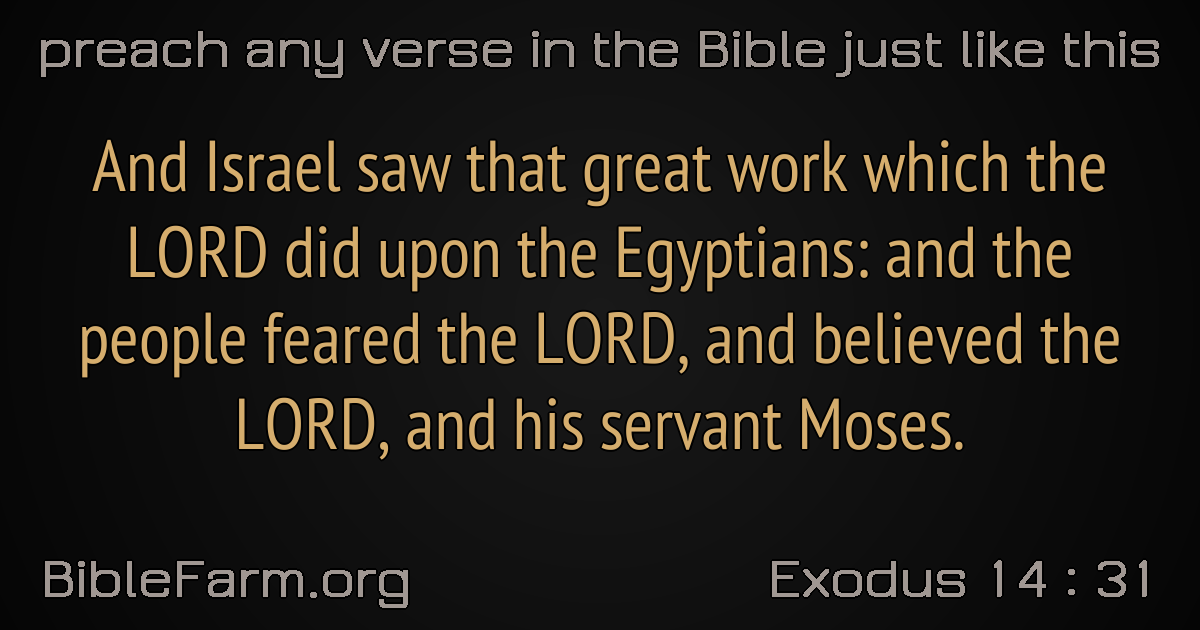 preach any verse in the Bible just like this
And Israel saw that great work which the
LORD did upon the Egyptians: and the
people feared the LORD, and believed the
LORD, and his servant Moses.
BibleFarm.org
Exodus 14 : 31